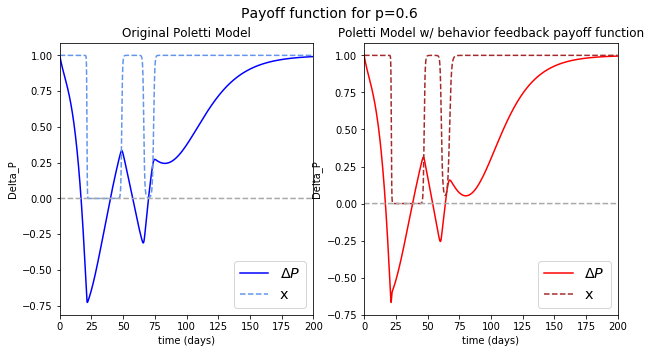 Payoff function for p=0.6
Original Poletti Model
Delta_P
1.00
0.75
0.50
0.25
0.00
−0.25
−0.50
−0.75
0 25 50 75 100 125 150 175 200
time (days)
ΔP
x
Poletti Model w/ behavior feedback payoff function
Delta_P
1.00
0.75
0.50
0.25
0.00
−0.25
−0.50
−0.75
0 25 50 75 100 125 150 175 200
time (days)
ΔP
x